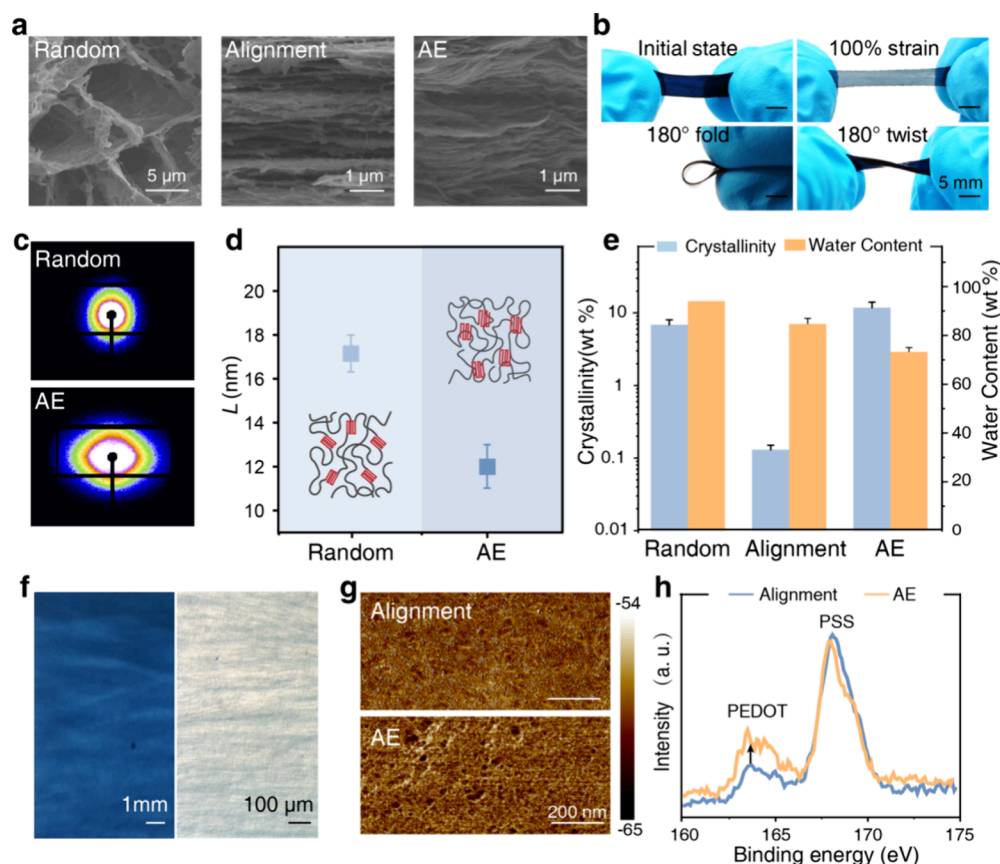 a
Random
5 µm
Alignment
1 µm
AE
1 µm
b
Initial state
100% strain
180° fold
180° twist
5 mm
c
Random
AE
d
L (nm)
20
18
16
14
12
10
Random
AE
e
Crystallinity
Water Content
Crystallinity(wt %)
10
1
0.1
0.01
Water Content (wt %)
100
80
60
40
20
0
Random
Alignment
AE
f
1mm
100 µm
g
Alignment
AE
200 nm
-54
-65
h
Alignment
AE
PSS
PEDOT
Intensity (a. u.)
160
165
170
175
Binding energy (eV)